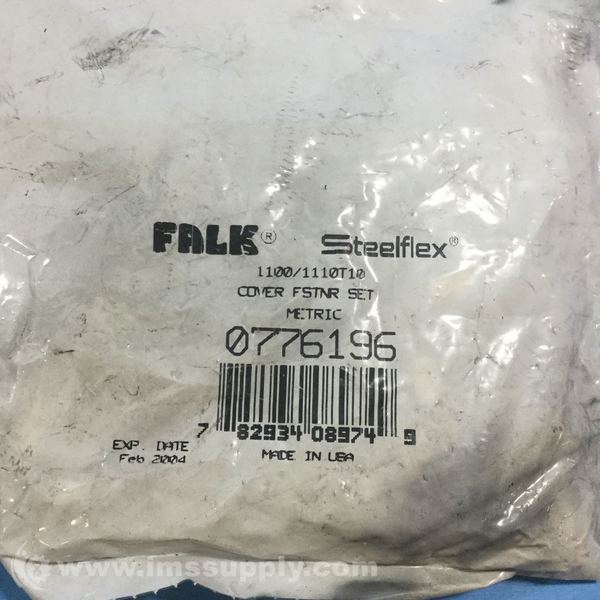 FALK® Steelflex®
1100/1110T10
COVER FSTNR SET
METRIC
0776196
7 82934 08974 9
EXP. DATE
Feb 2004
MADE IN USA
www.imssupply.com